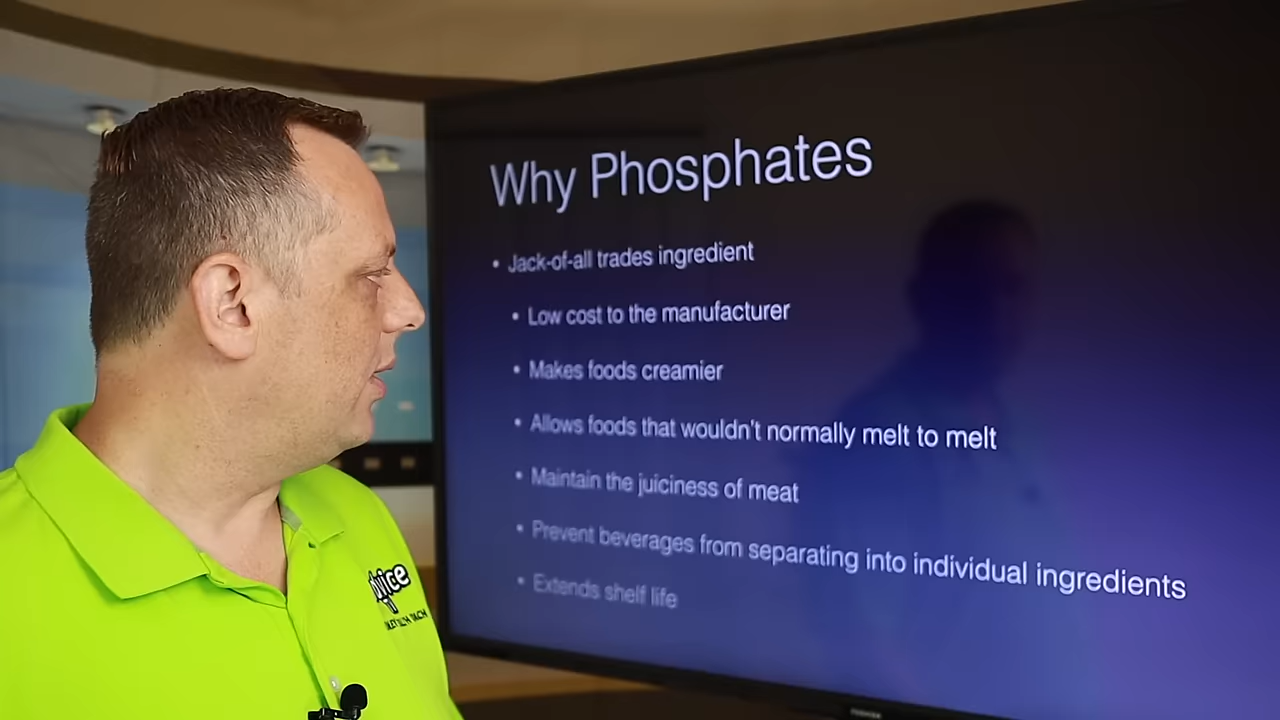 Why Phosphates
• Jack-of-all trades ingredient
• Low cost to the manufacturer
• Makes foods creamier
• Allows foods that wouldn't normally melt to melt
• Maintain the juiciness of meat
• Prevent beverages from separating into individual ingredients
• Extends shelf life